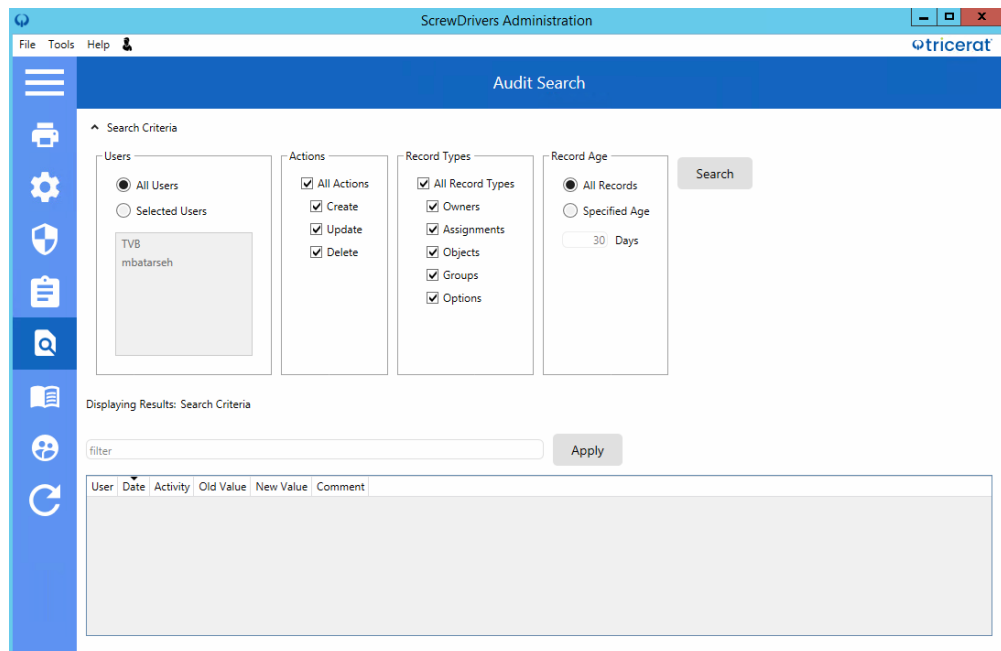 ScrewDrivers Administration
File Tools Help
tricerat
Audit Search
Search Criteria
Users
All Users
Selected Users
TVB
mbatarseh
Actions
All Actions
Create
Update
Delete
Record Types
All Record Types
Owners
Assignments
Objects
Groups
Options
Record Age
All Records
Specified Age
30 Days
Search
Displaying Results: Search Criteria
filter
Apply
User Date Activity Old Value New Value Comment